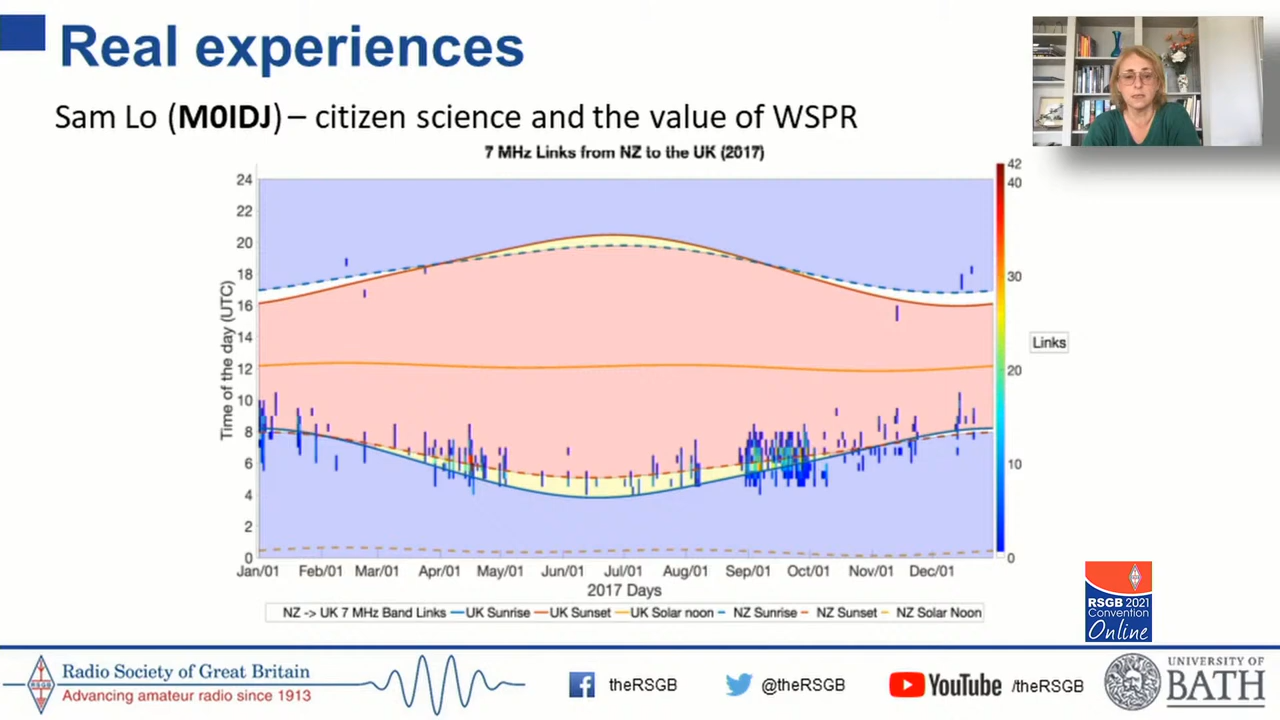 Real experiences
Sam Lo (M0IDJ) – citizen science and the value of WSPR
7 MHz Links from NZ to the UK (2017)
Time of the day (UTC)
24
22
20
18
16
14
12
10
8
6
4
2
0
42
40
30
20
10
0
Links
Jan/01 Feb/01 Mar/01 Apr/01 May/01 Jun/01 Jul/01 Aug/01 Sep/01 Oct/01 Nov/01 Dec/01
2017 Days
NZ -> UK 7 MHz Band Links UK Sunrise UK Sunset UK Solar noon NZ Sunrise NZ Sunset NZ Solar Noon
RSGB 2021
Convention
Online
RSGB
Radio Society of Great Britain
Advancing amateur radio since 1913
theRSGB
@theRSGB
YouTube /theRSGB
UNIVERSITY OF
BATH